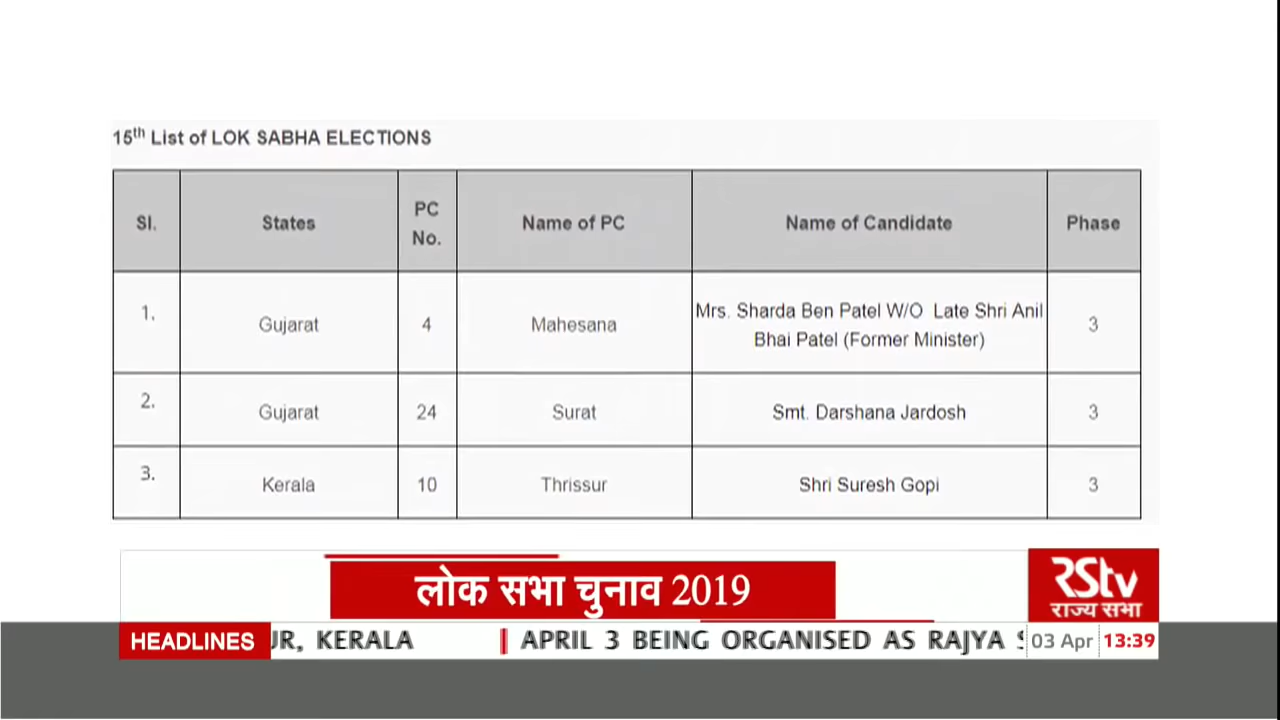 15th List of LOK SABHA ELECTIONS
Sl. States PC No. Name of PC Name of Candidate Phase
1. Gujarat 4 Mahesana Mrs. Sharda Ben Patel W/O Late Shri Anil Bhai Patel (Former Minister) 3
2. Gujarat 24 Surat Smt. Darshana Jardosh 3
3. Kerala 10 Thrissur Shri Suresh Gopi 3
लोक सभा चुनाव 2019
RStv
राज्य सभा
HEADLINES UR, KERALA APRIL 3 BEING ORGANISED AS RAJYA 03 Apr 13:39